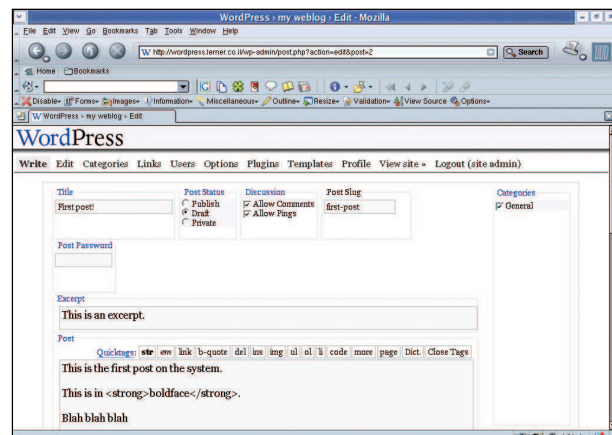 WordPress › my weblog › Edit - Mozilla
File Edit View Go Bookmarks Tab Tools Window Help
http://wordpress.lerner.co.il/wp-admin/post.php?action=edit&post=2 Search
Home Bookmarks
Disable Forms Images Information Miscellaneous Outline Resize Validation View Source Options
WordPress › my weblog › Edit
WordPress
Write Edit Categories Links Users Options Plugins Templates Profile View site » Logout (site admin)
Title Post Status Discussion Post Slug Categories
First post! Publish Allow Comments first-post General
Draft Allow Pings
Private
Post Password
Excerpt
This is an excerpt.
Post
Quicktags: str em link b-quote del ins img ul ol li code more page Dict. Close Tags
This is the first post on the system.
This is in <strong>boldface</strong>.
Blah blah blah